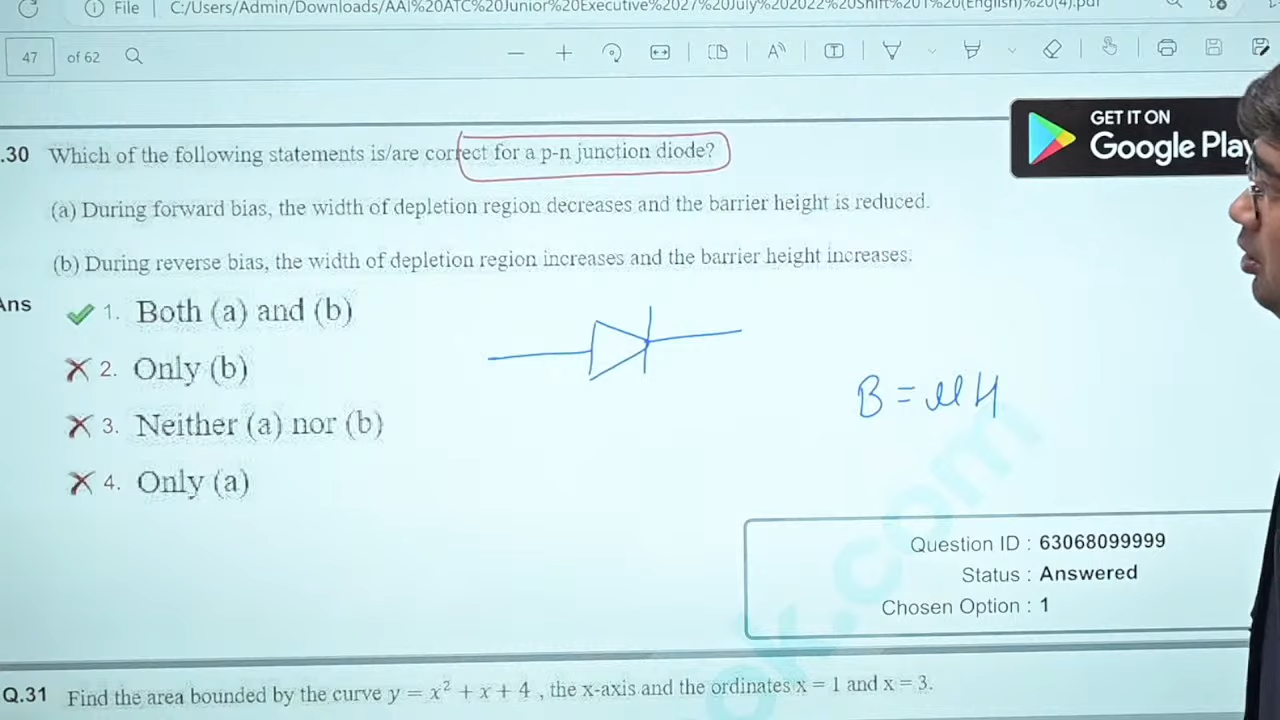 File C:/Users/Admin/Downloads/AAI%20ATC%20Junior%20Executive%2027%20July%202022%20Shift%201%20(English)%20(4).pdf
47 of 62
GET IT ON
Google Play
.30 Which of the following statements is/are correct for a p-n junction diode?
(a) During forward bias, the width of depletion region decreases and the barrier height is reduced.
(b) During reverse bias, the width of depletion region increases and the barrier height increases.
Ans 1. Both (a) and (b)
2. Only (b)
3. Neither (a) nor (b)
4. Only (a)
B = μH
Question ID : 63068099999
Status : Answered
Chosen Option : 1
Q.31 Find the area bounded by the curve y = x² + x + 4 , the x-axis and the ordinates x = 1 and x = 3.